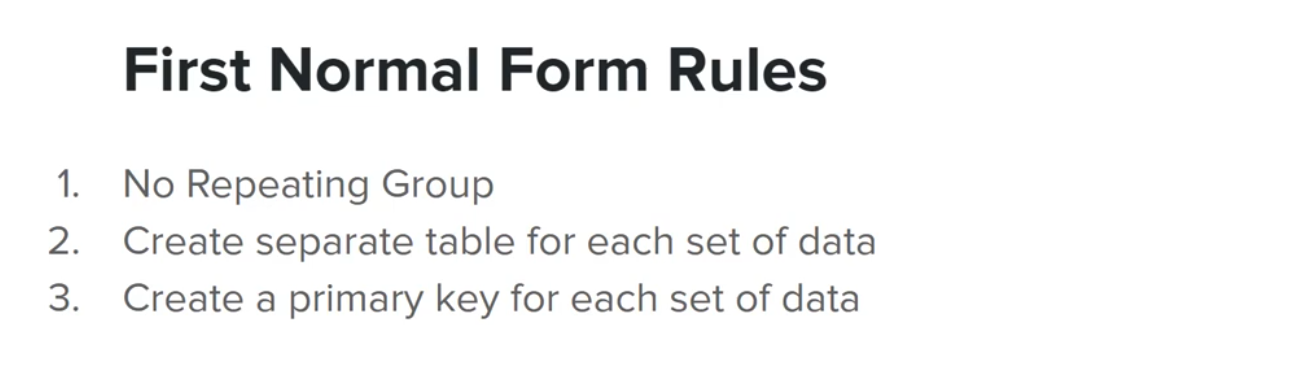 First Normal Form Rules
1. No Repeating Group
2. Create separate table for each set of data
3. Create a primary key for each set of data